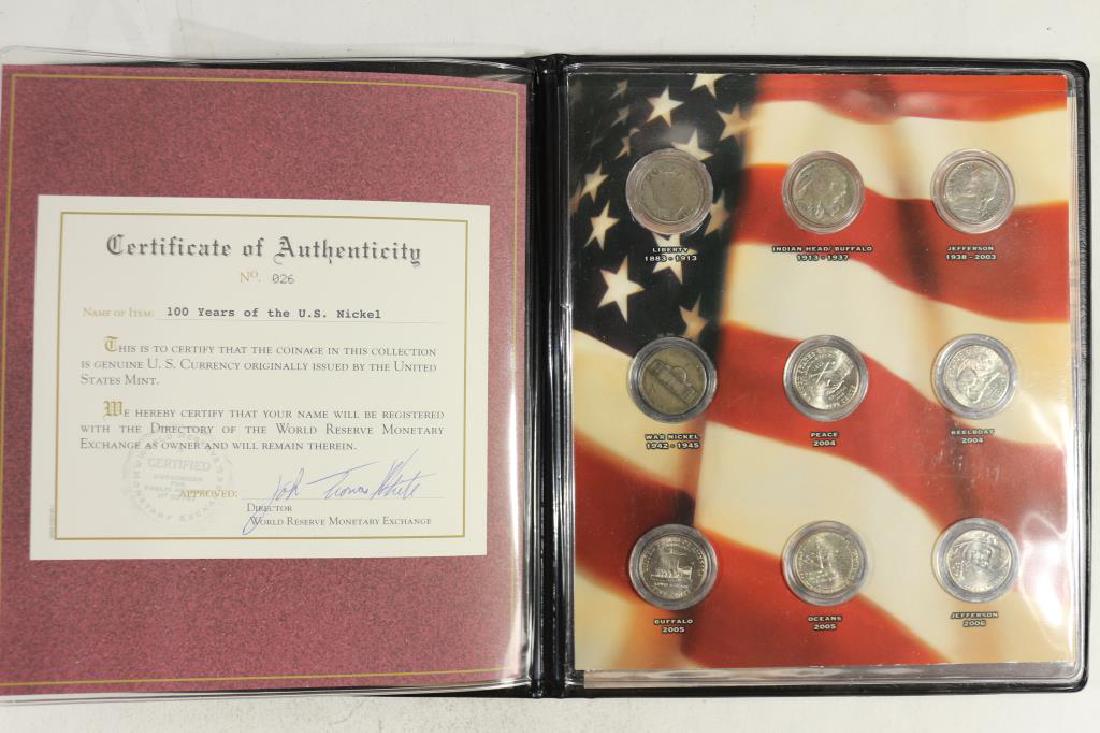 Certificate of Authenticity
No. 026
Name of Item: 100 Years of the U.S. Nickel
This is to certify that the coinage in this collection
is genuine U. S. Currency originally issued by the United
States Mint.
We hereby certify that your name will be registered
with the Directory of the World Reserve Monetary
Exchange as owner and will remain therein.
CERTIFIED
APPROVED:
Director
World Reserve Monetary Exchange
LIBERTY
1883 - 1913
INDIAN HEAD/ BUFFALO
1913 - 1937
JEFFERSON
1938 - 2003
WAR NICKEL
1942 - 1945
PEACE
2004
KEELBOAT
2004
BUFFALO
2005
OCEANS
2005
JEFFERSON
2006